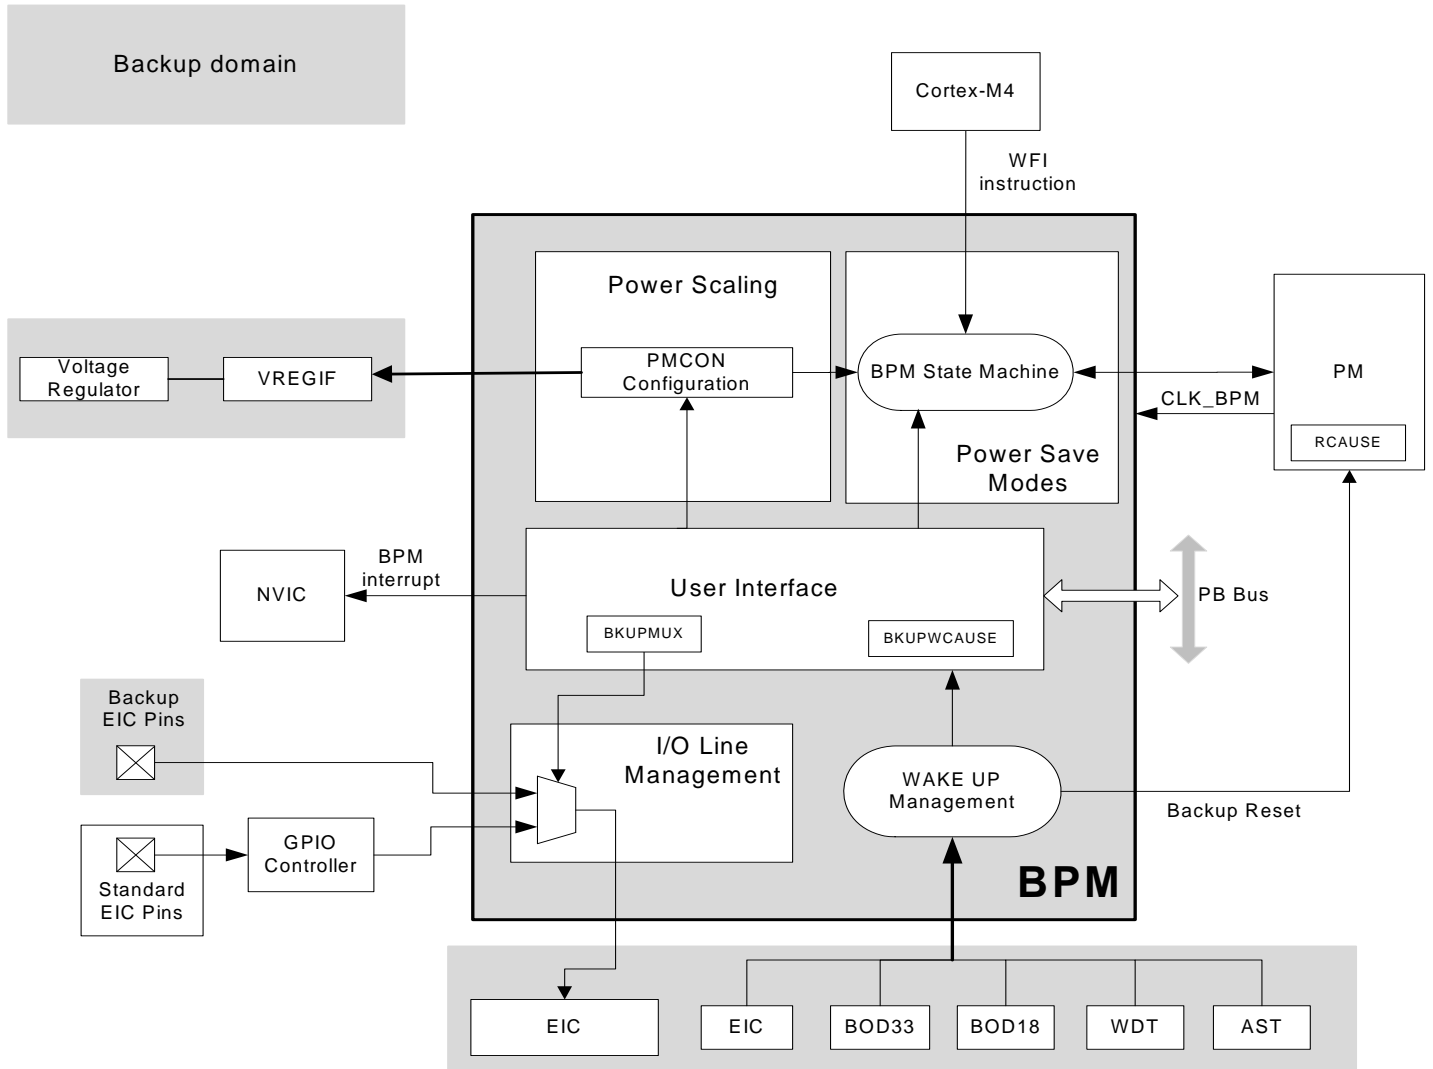 Backup domain
Cortex-M4
WFI
instruction
Power Scaling
PMCON
Configuration
BPM State Machine
Power Save
Modes
Voltage
Regulator
VREGIF
PM
CLK_BPM
RCAUSE
BPM
interrupt
NVIC
User Interface
BKUPMUX
BKUPWCAUSE
PB Bus
Backup
EIC Pins
I/O Line
Management
WAKE UP
Management
Backup Reset
GPIO
Controller
Standard
EIC Pins
BPM
EIC
EIC
BOD33
BOD18
WDT
AST